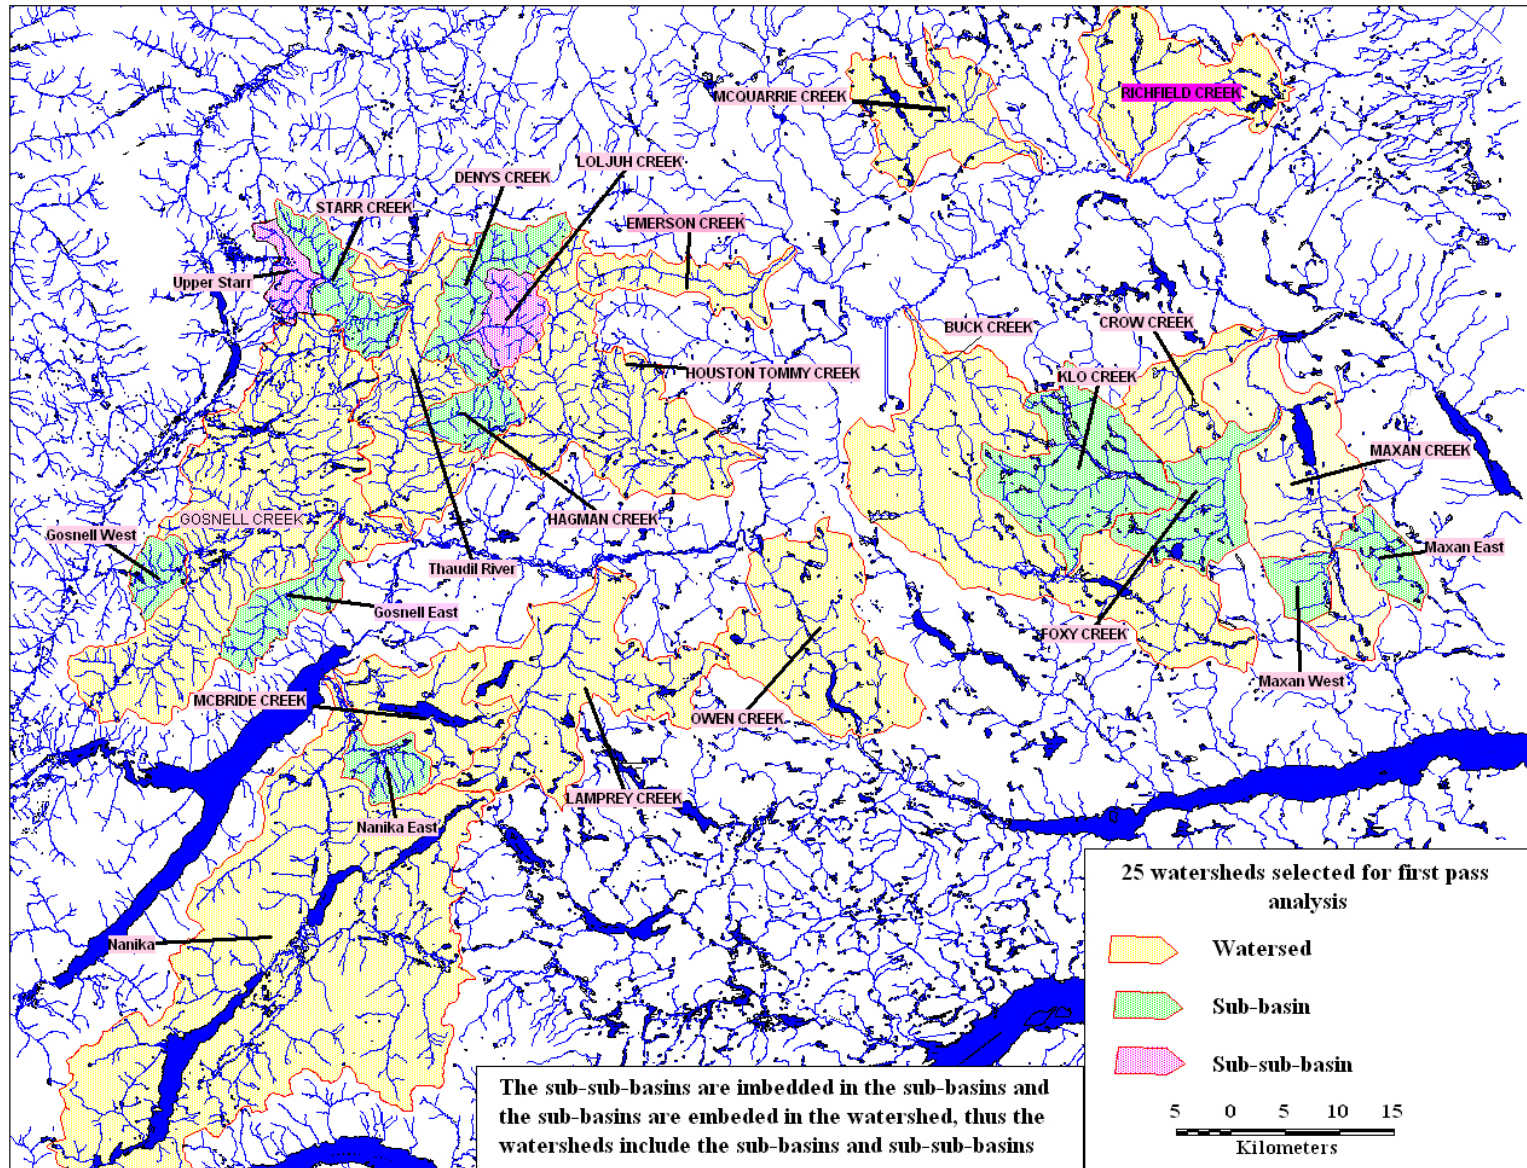 MCQUARRIE CREEK
RICHFIELD CREEK
LOLJUH CREEK
DENYS CREEK
STARR CREEK
EMERSON CREEK
Upper Starr
BUCK CREEK
CROW CREEK
HOUSTON TOMMY CREEK
KLO CREEK
MAXAN CREEK
GOSNELL CREEK
HAGMAN CREEK
Gosnell West
Maxan East
Thaudil River
Gosnell East
FOXY CREEK
Maxan West
MCBRIDE CREEK
OWEN CREEK
LAMPREY CREEK
Nanika East
Nanika
25 watersheds selected for first pass
analysis
Watersed
Sub-basin
Sub-sub-basin
5 0 5 10 15
Kilometers
The sub-sub-basins are imbedded in the sub-basins and
the sub-basins are embeded in the watershed, thus the
watersheds include the sub-basins and sub-sub-basins